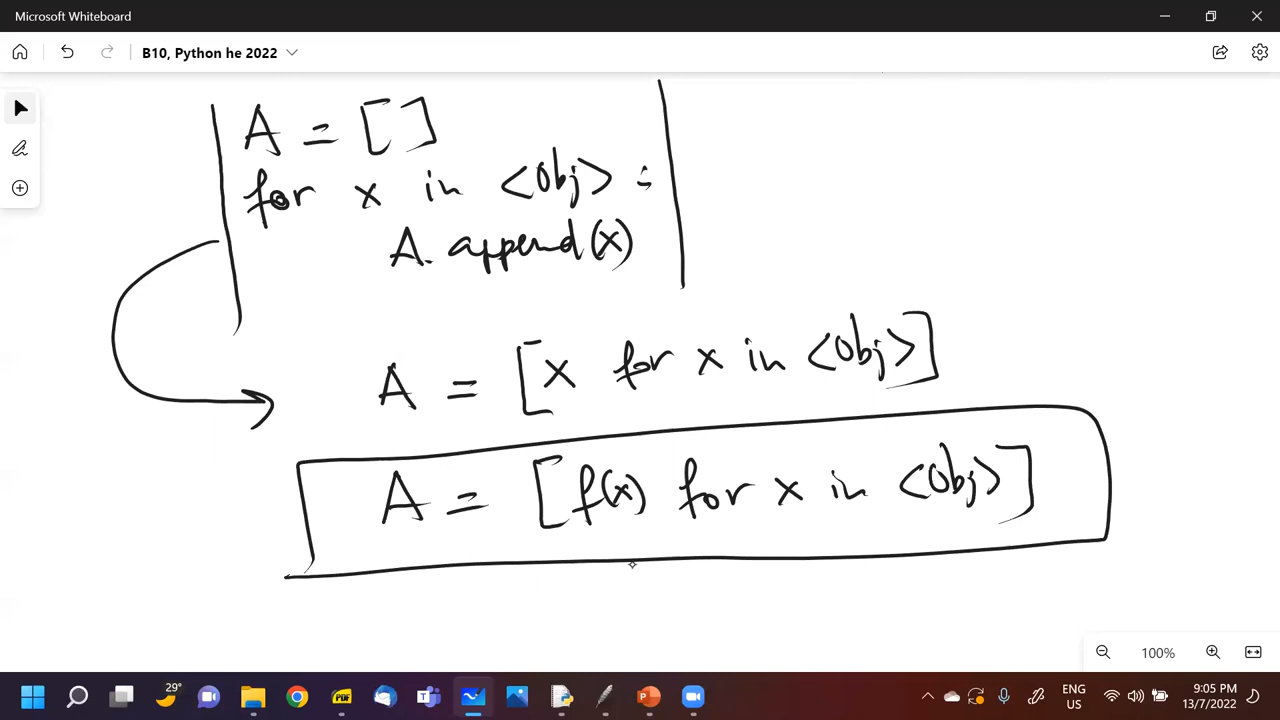 Microsoft Whiteboard
B10, Python he 2022
A = []
for x in <Obj> :
A. append(x)
A = [x for x in <Obj>]
A = [f(x) for x in <Obj>]
100%
29°
ENG
US
9:05 PM
13/7/2022